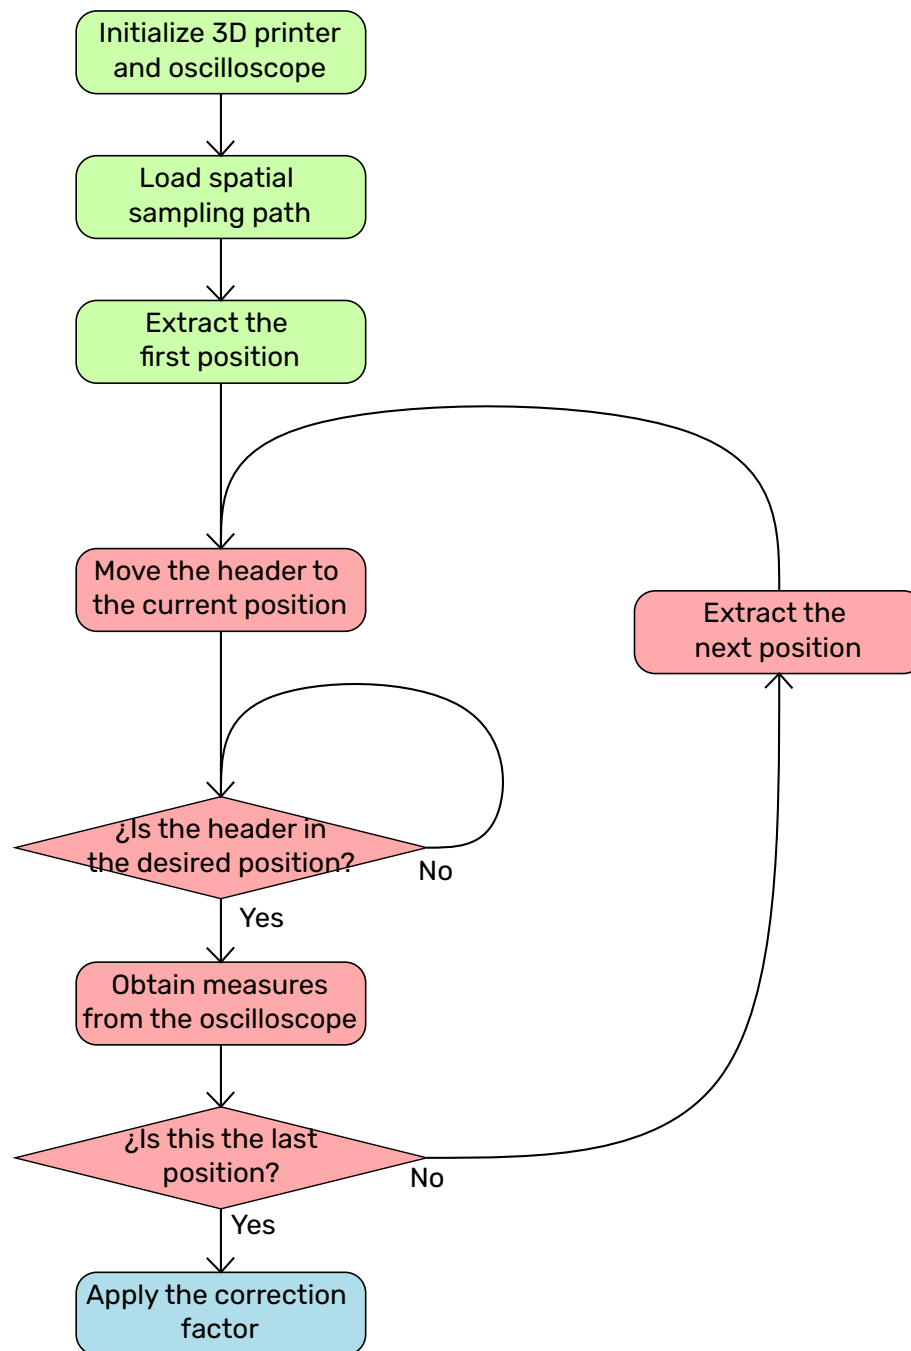 Initialize 3D printer
and oscilloscope
Load spatial
sampling path
Extract the
first position
Move the header to
the current position
Extract the
next position
¿Is the header in
the desired position?
No
Yes
Obtain measures
from the oscilloscope
¿Is this the last
position?
No
Yes
Apply the correction
factor